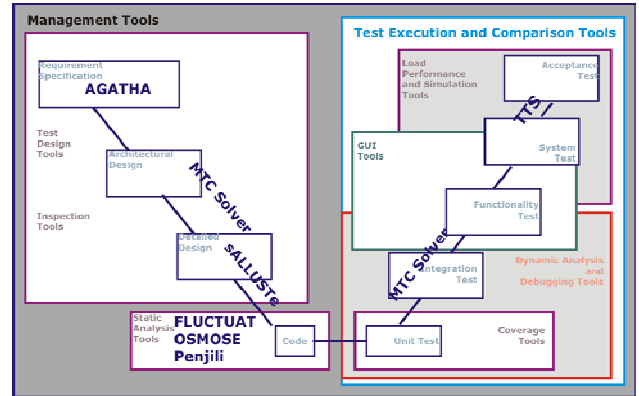 Management Tools
Requirement
Specification
AGATHA
Test
Design
Tools
Architectural
Design
MTC Solver
Inspection
Tools
Detailed
Design
sALLUSTe
Static
Analysis
Tools
FLUCTUAT
OSMOSE
Penjili
Code
Test Execution and Comparison Tools
Load
Performance
and Simulation
Tools
Acceptance
Test
TTS
GUI
Tools
System
Test
Functionality
Test
MTC Solver
Integration
Test
Dynamic Analysis
and
Debugging Tools
Unit Test
Coverage
Tools